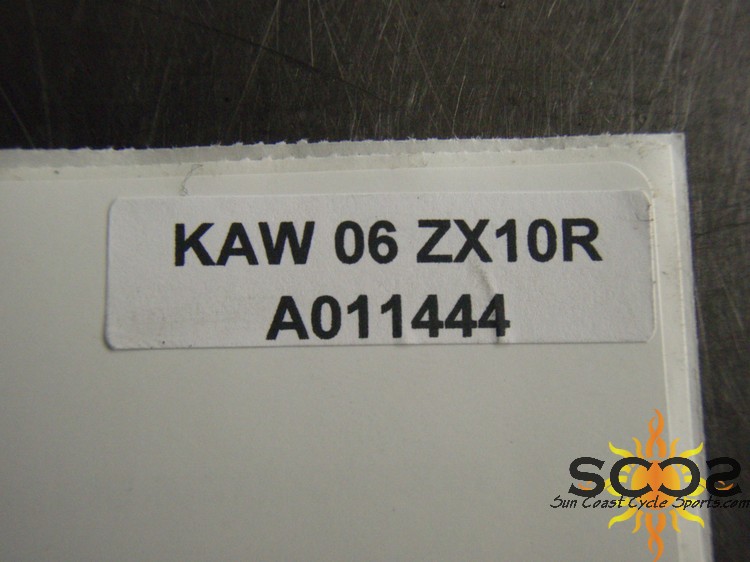 KAW 06 ZX10R
A011444
SCCS
Sun Coast Cycle Sports.com